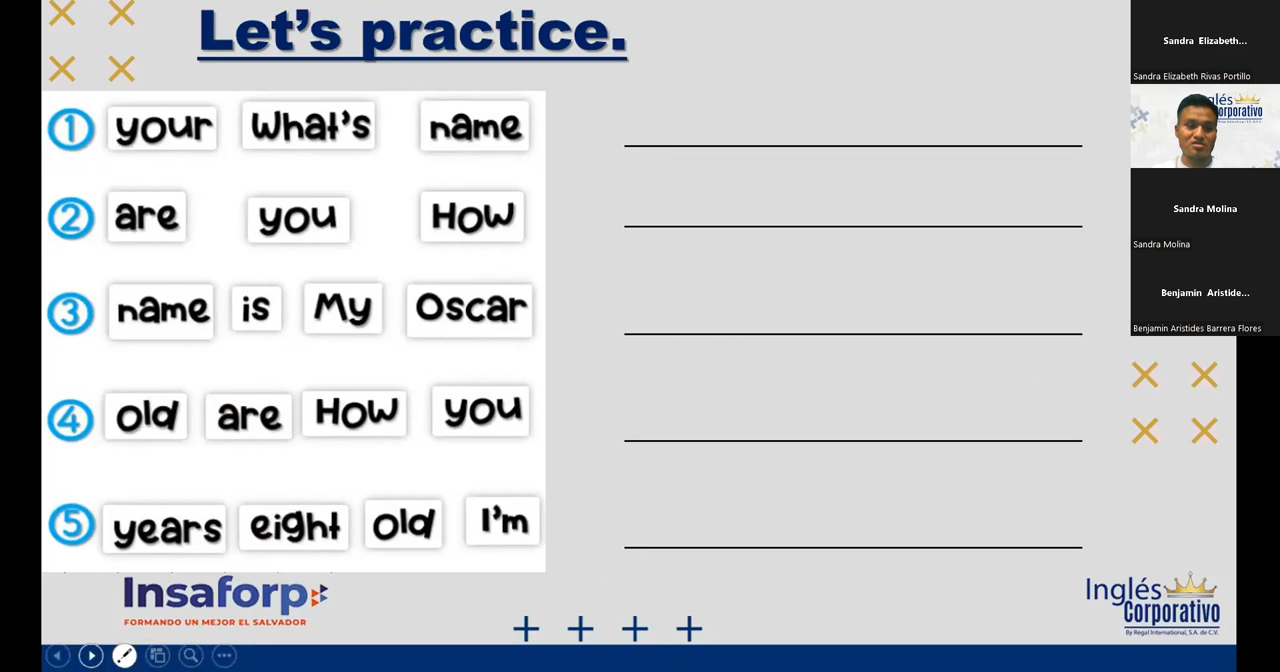 Let's practice.
1 your What's name
2 are you How
3 name is My Oscar
4 old are How you
5 years eight old I'm
Insaforp
FORMANDO UN MEJOR EL SALVADOR
Inglés
Corporativo
By Regal International, S.A. de C.V.
Sandra Elizabeth...
Sandra Elizabeth Rivas Portillo
glés
orporativo
Sandra Molina
Sandra Molina
Benjamin Aristide...
Benjamin Aristides Barrera Flores